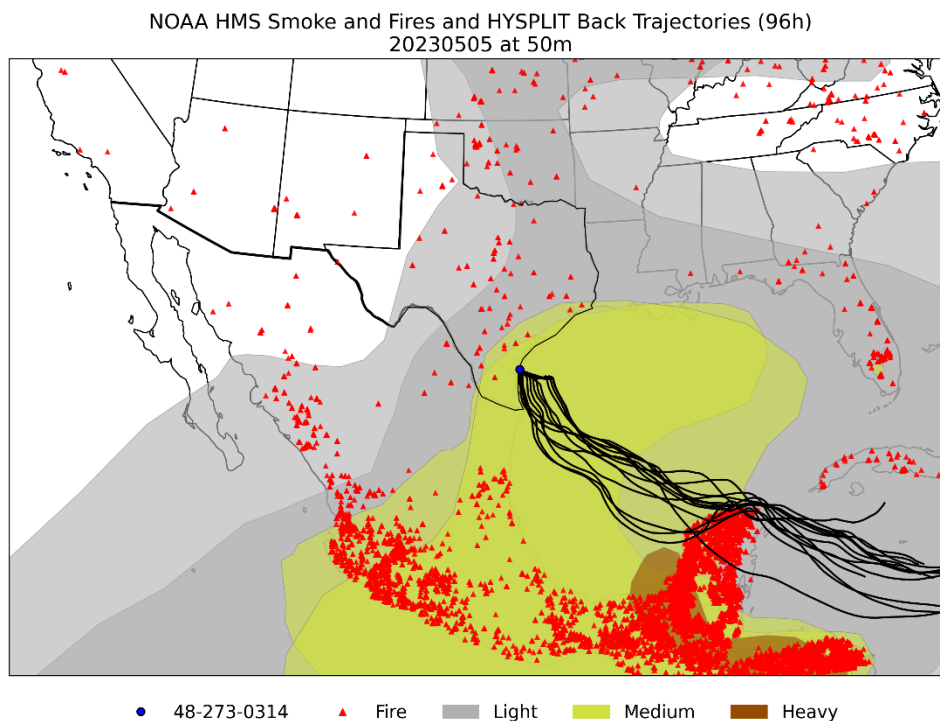 NOAA HMS Smoke and Fires and HYSPLIT Back Trajectories (96h)
20230505 at 50m
48-273-0314 Fire Light Medium Heavy